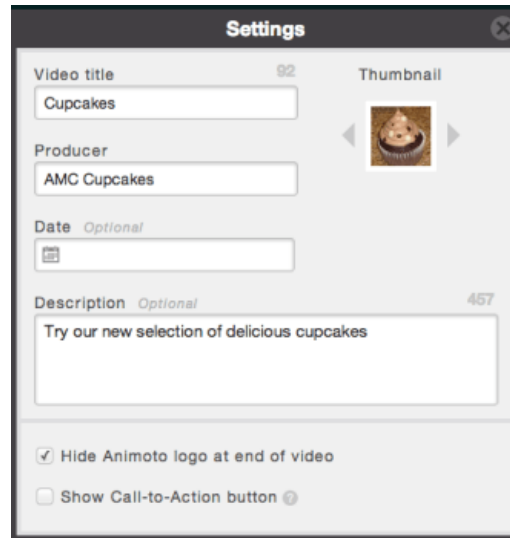 Settings
Video title 92 Thumbnail
Cupcakes
Producer
AMC Cupcakes
Date Optional
Description Optional 457
Try our new selection of delicious cupcakes
Hide Animoto logo at end of video
Show Call-to-Action button ?